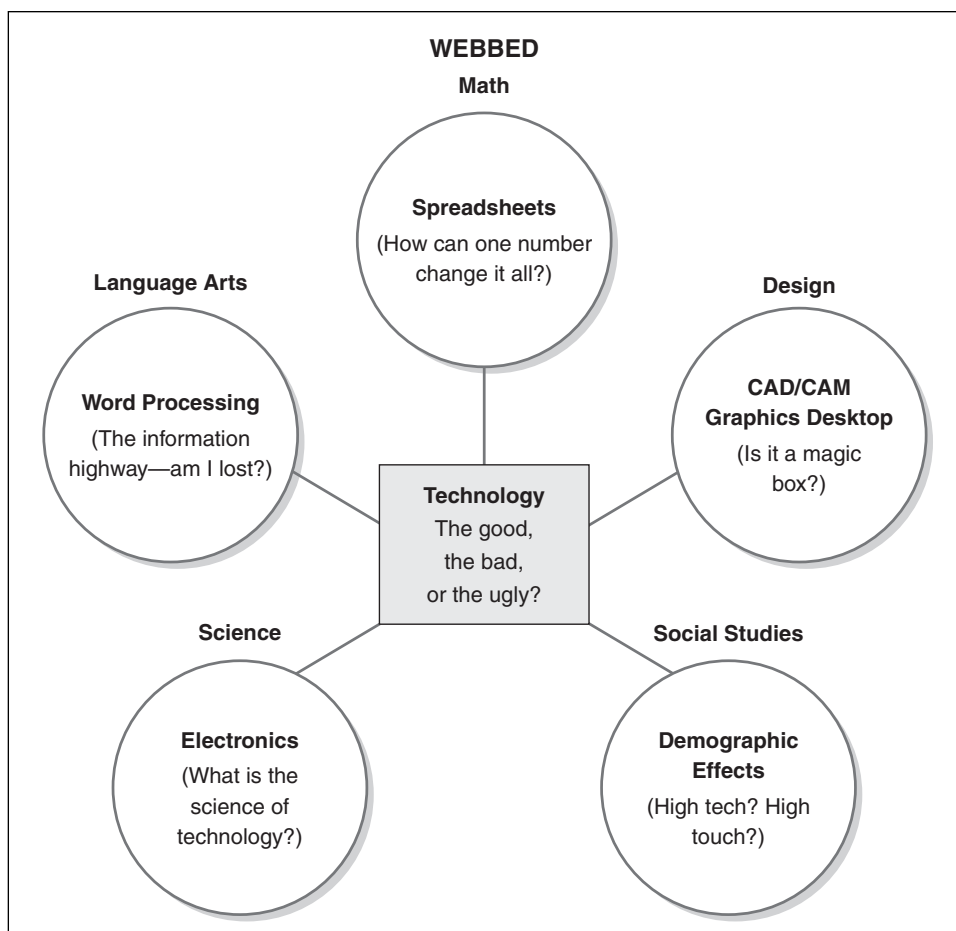 WEBBED
Math
Spreadsheets
(How can one number
change it all?)
Language Arts
Word Processing
(The information
highway—am I lost?)
Design
CAD/CAM
Graphics Desktop
(Is it a magic
box?)
Technology
The good,
the bad,
or the ugly?
Science
Electronics
(What is the
science of
technology?)
Social Studies
Demographic
Effects
(High tech? High
touch?)